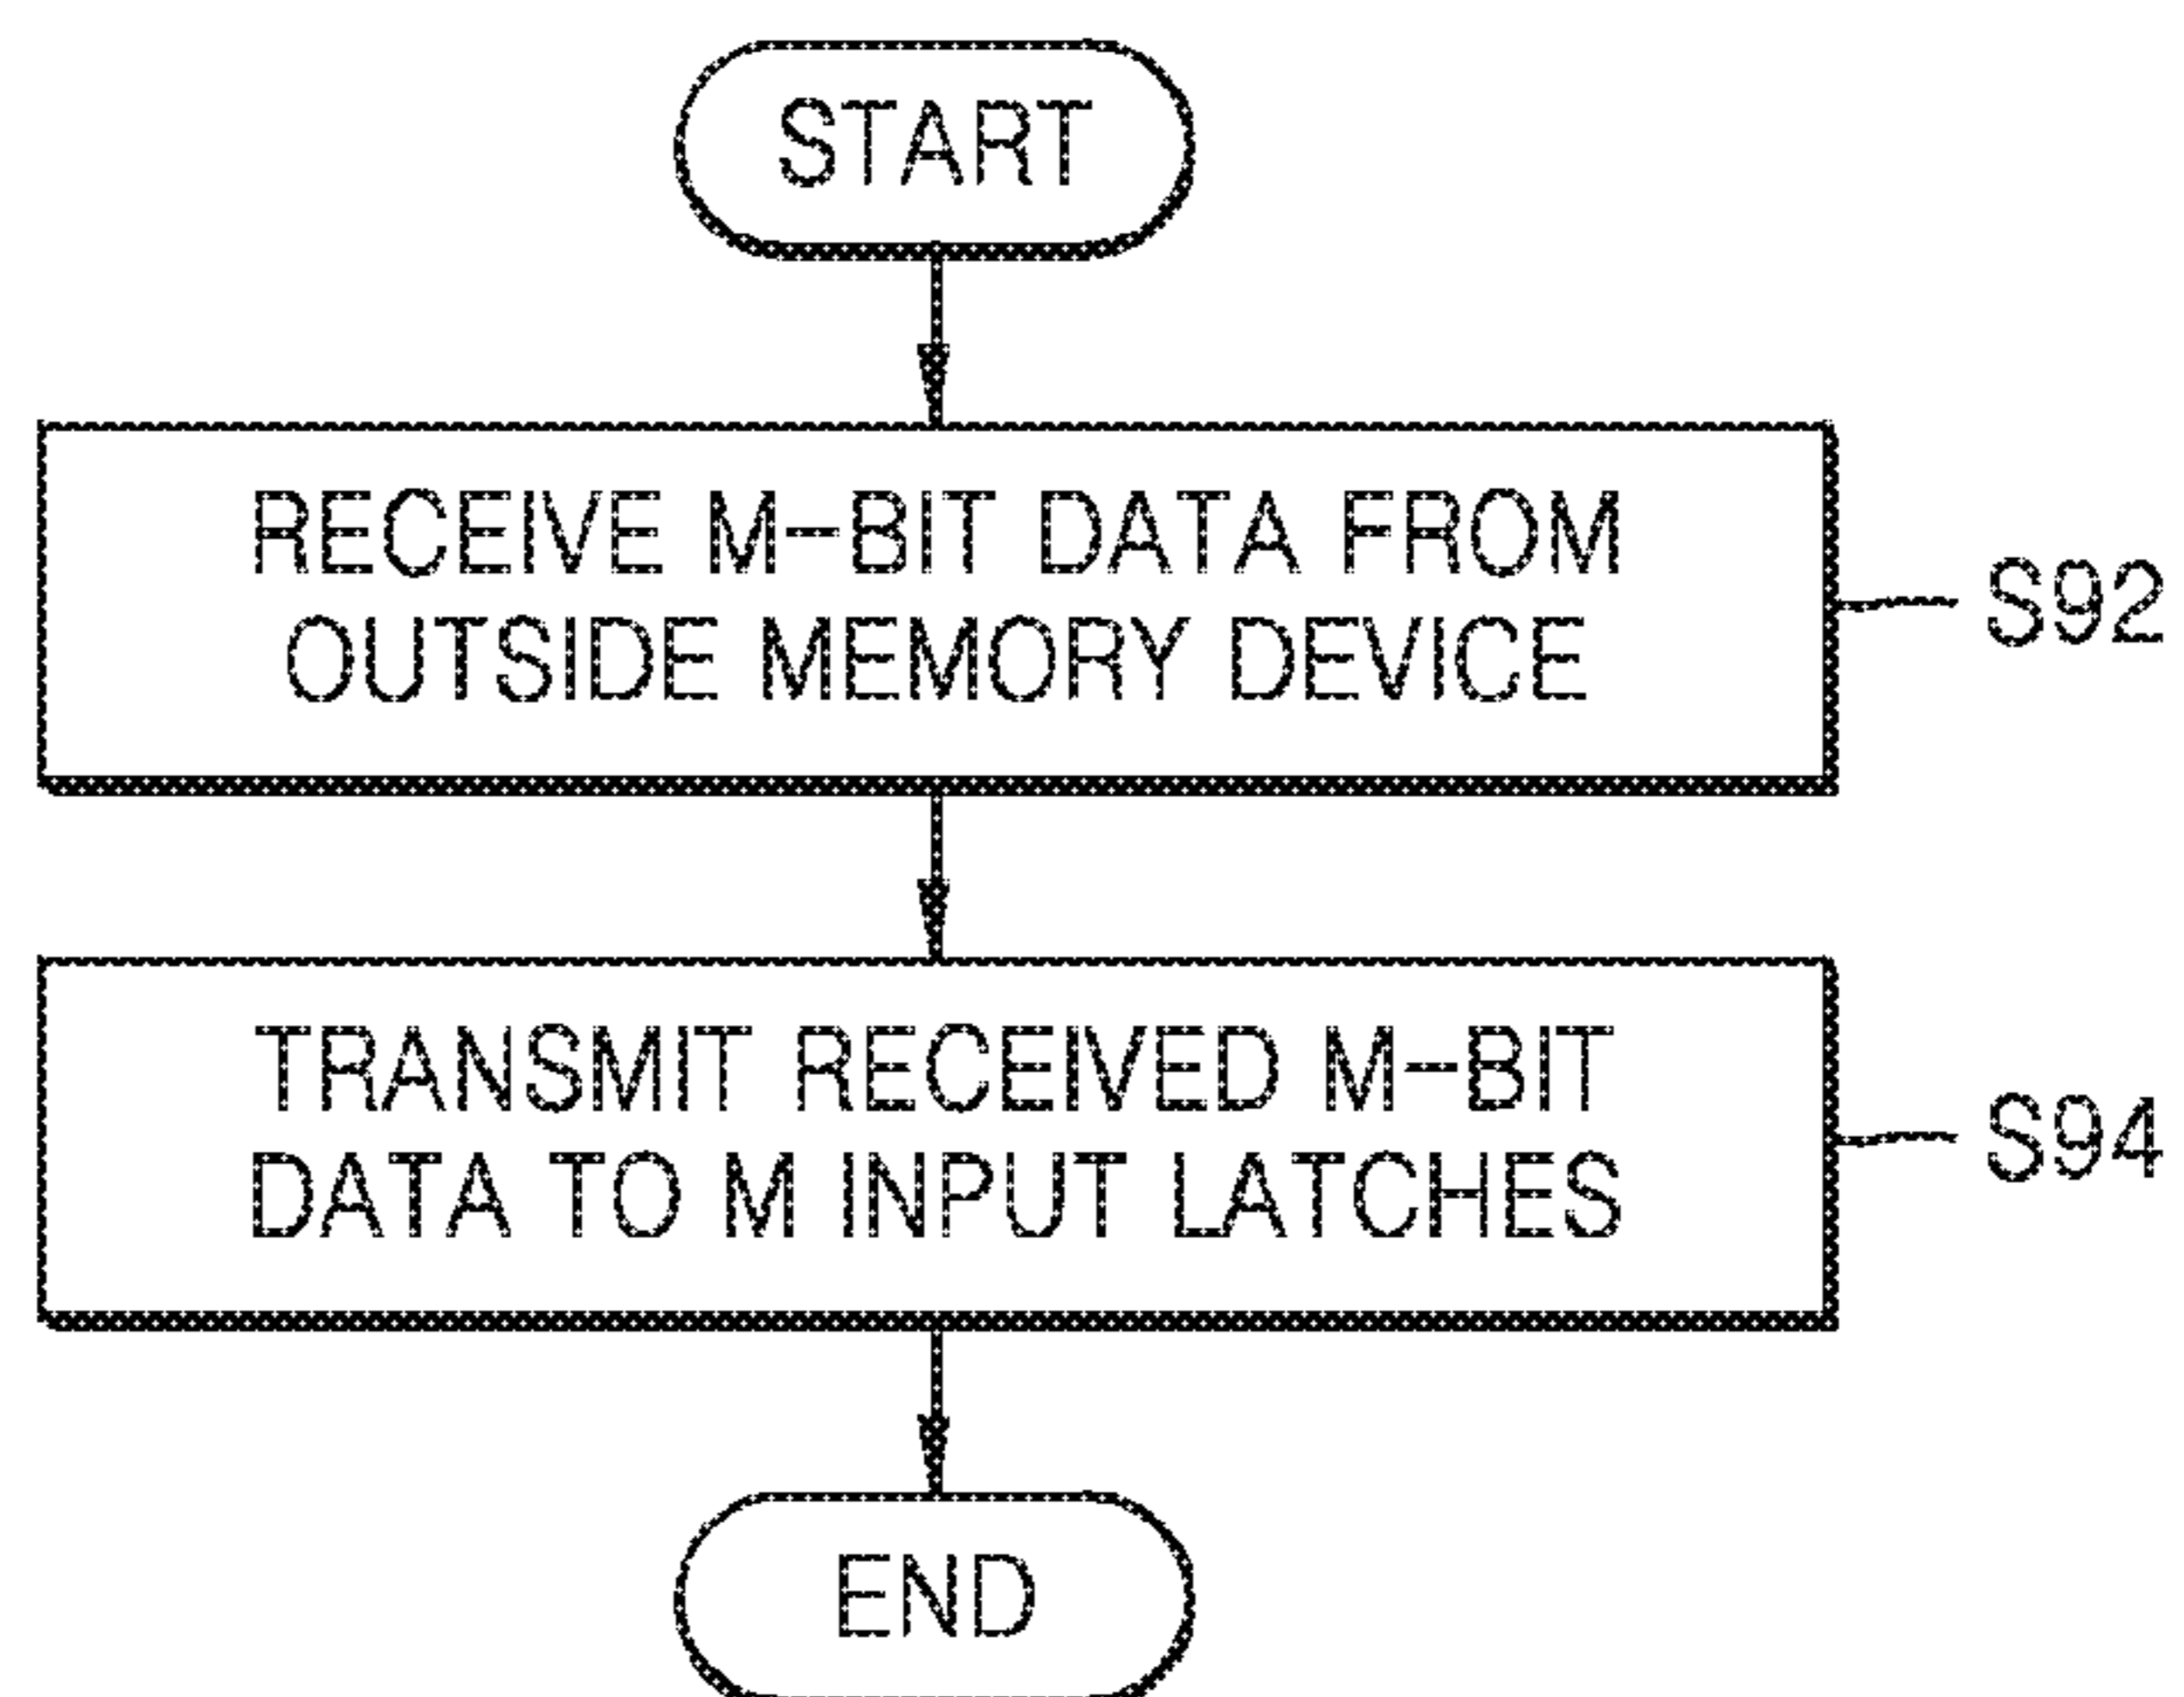 START
RECEIVE M-BIT DATA FROM
OUTSIDE MEMORY DEVICE
S92
TRANSMIT RECEIVED M-BIT
DATA TO M INPUT LATCHES
S94
END